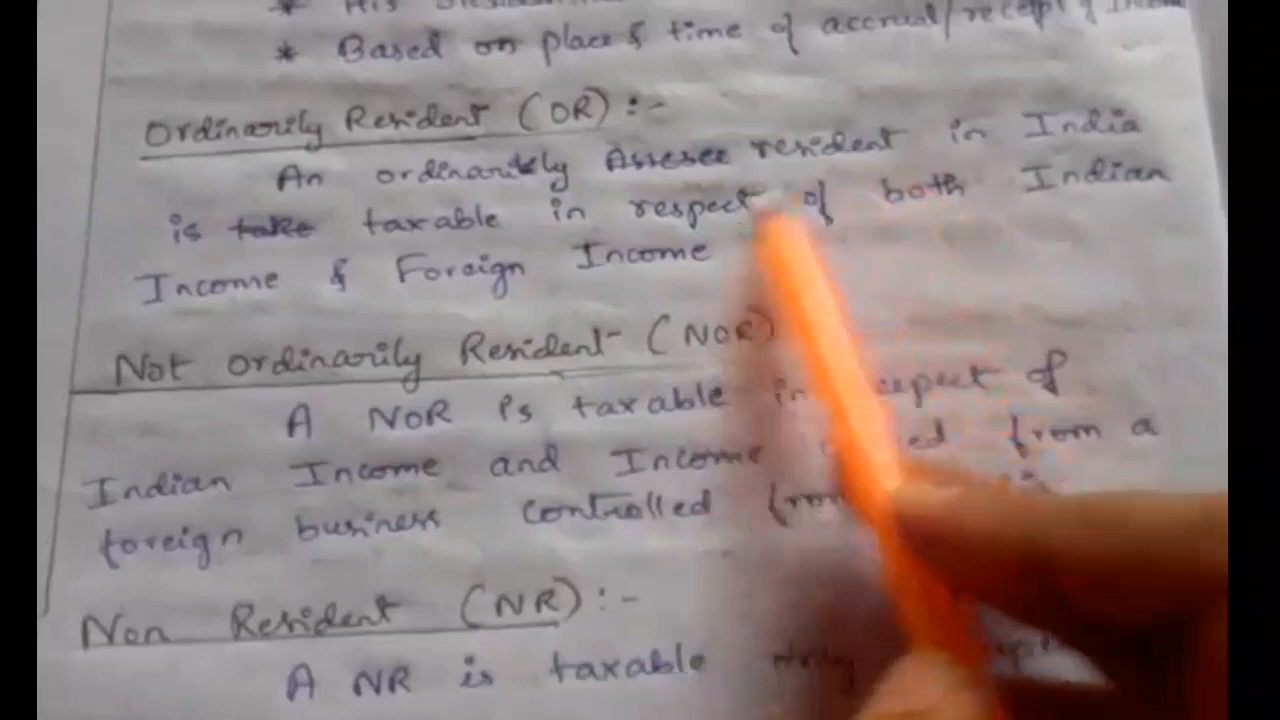 * His
* Based on place & time of accrual/receipt of
Ordinarily Resident (OR) :-
An ordinarily Assesee resident in India
is take taxable in respect of both Indian
Income & Foreign Income
Not Ordinarily Resident (NOR)
A NOR is taxable in of
Indian Income and Income from a
foreign business controlled
Non Resident (NR) :-
A NR is taxable